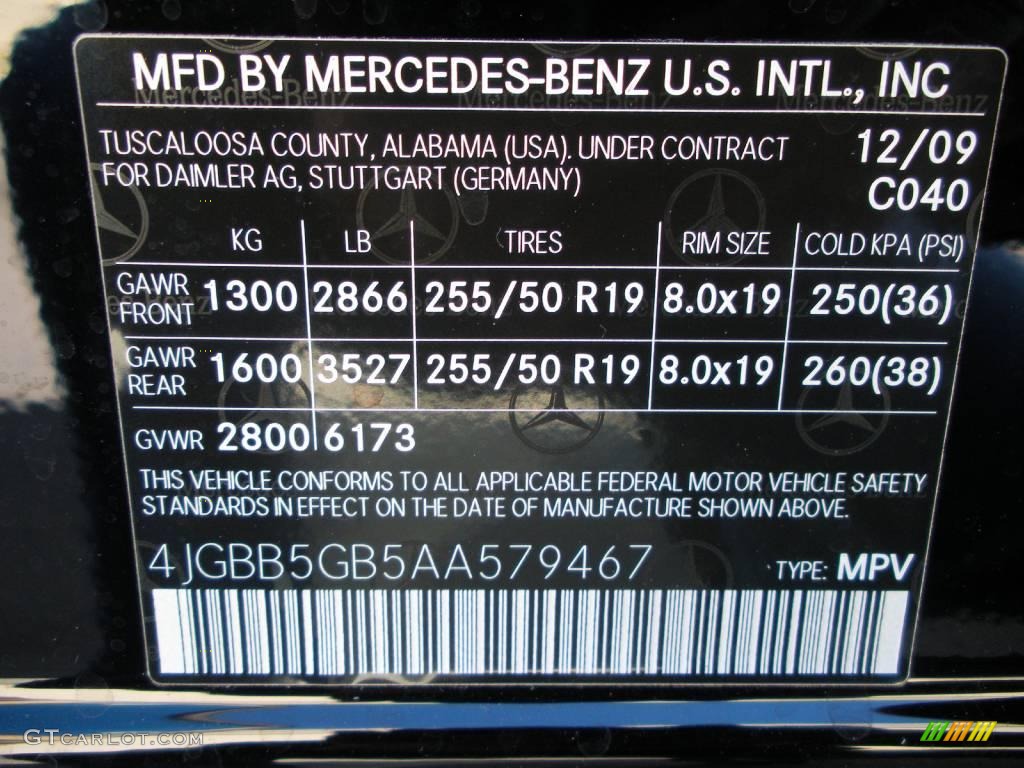 MFD BY MERCEDES-BENZ U.S. INTL., INC
TUSCALOOSA COUNTY, ALABAMA (USA). UNDER CONTRACT 12/09
FOR DAIMLER AG, STUTTGART (GERMANY) C040
KG LB TIRES RIM SIZE COLD KPA (PSI)
GAWR FRONT 1300 2866 255/50 R19 8.0x19 250(36)
GAWR REAR 1600 3527 255/50 R19 8.0x19 260(38)
GVWR 2800 6173
THIS VEHICLE CONFORMS TO ALL APPLICABLE FEDERAL MOTOR VEHICLE SAFETY
STANDARDS IN EFFECT ON THE DATE OF MANUFACTURE SHOWN ABOVE.
4JGBB5GB5AA579467 TYPE: MPV
GTCARLOT.COM